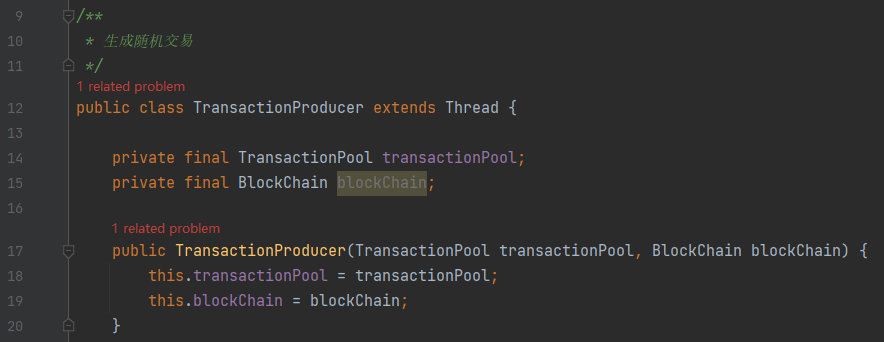 9 /**
10  * 生成随机交易
11  */
1 related problem
12 public class TransactionProducer extends Thread {
13
14     private final TransactionPool transactionPool;
15     private final BlockChain blockChain;
16
1 related problem
17     public TransactionProducer(TransactionPool transactionPool, BlockChain blockChain) {
18         this.transactionPool = transactionPool;
19         this.blockChain = blockChain;
20     }